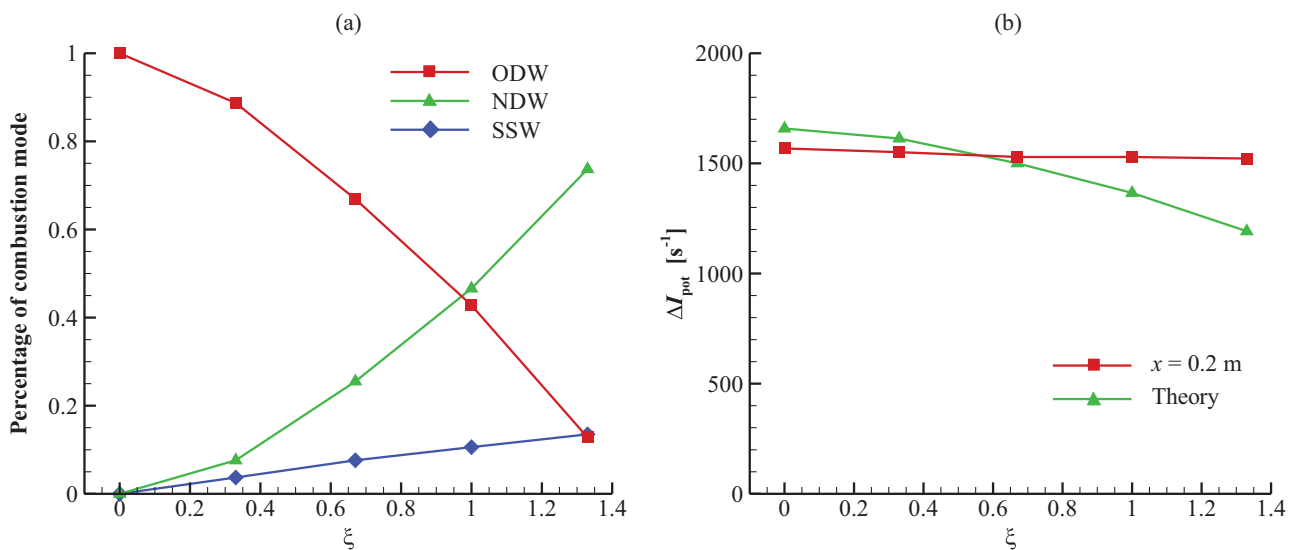 (a)
Percentage of combustion mode
1
0.8
0.6
0.4
0.2
0
ODW
NDW
SSW
0 0.2 0.4 0.6 0.8 1 1.2 1.4
ξ
(b)
ΔI_pot [s⁻¹]
2000
1500
1000
500
0
x = 0.2 m
Theory
0 0.2 0.4 0.6 0.8 1 1.2 1.4
ξ